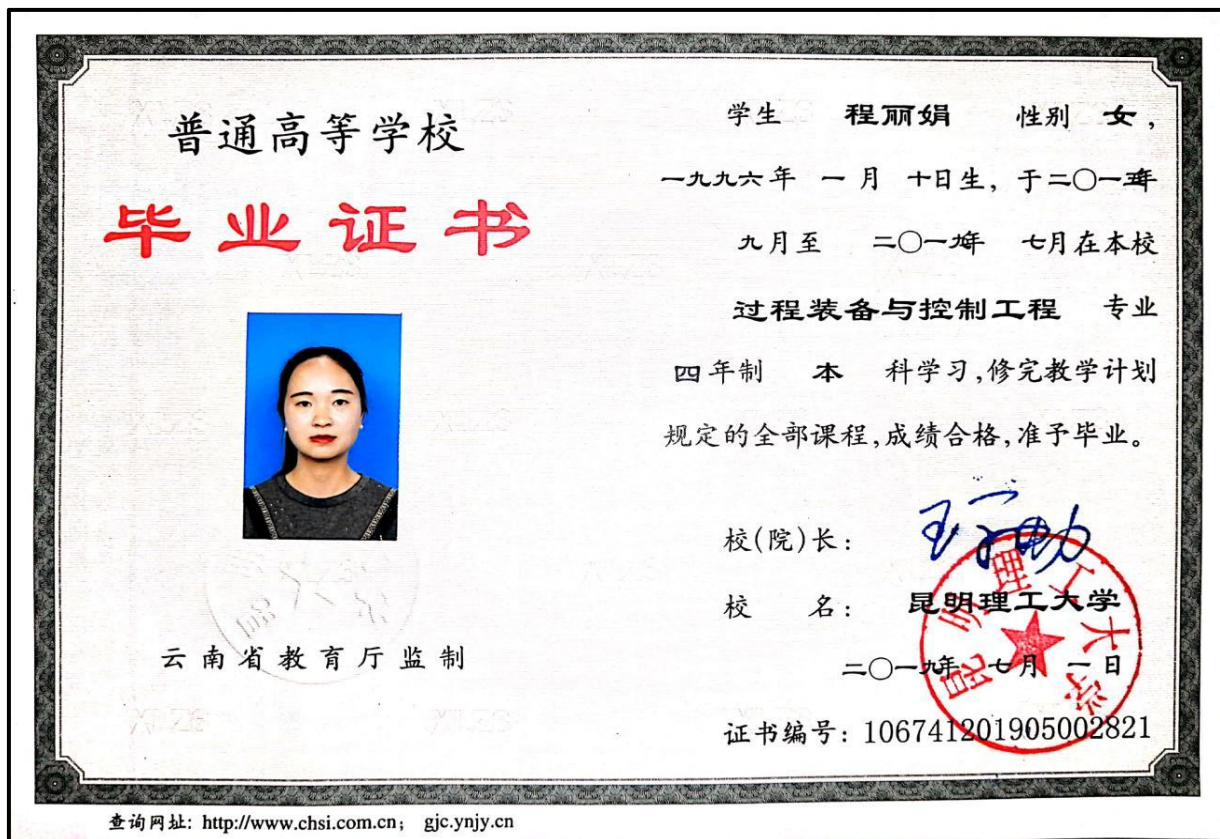 普通高等学校
毕业证书
云南省教育厅监制
学生 程丽娟 性别 女,
一九九六年 一月 十日生, 于二〇一五年
九月至 二〇一九年 七月在本校
过程装备与控制工程 专业
四年制 本 科学习,修完教学计划
规定的全部课程,成绩合格,准予毕业。
校(院)长:
校 名: 昆明理工大学
二〇一九年 七月 一日
昆明理工大学
证书编号: 106741201905002821
查询网址: http://www.chsi.com.cn; gjc.ynjy.cn